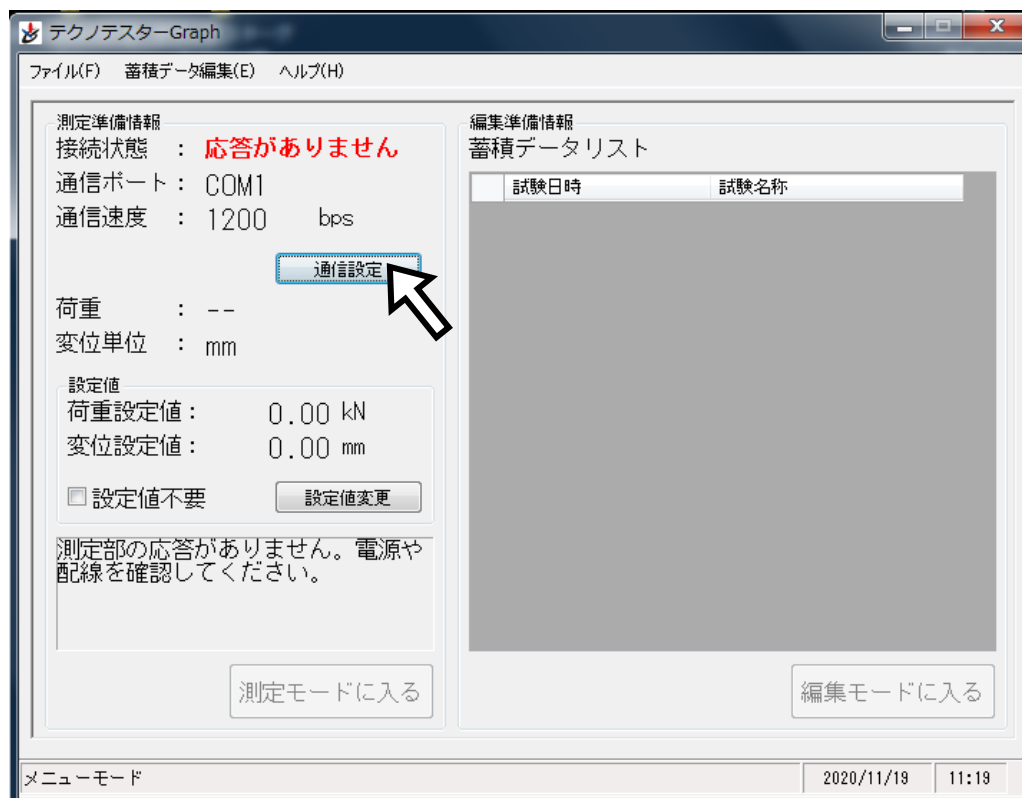 テクノテスターGraph
ファイル(F) 蓄積データ編集(E) ヘルプ(H)
測定準備情報
接続状態 : 応答がありません
通信ポート: COM1
通信速度 : 1200 bps
通信設定
荷重 : --
変位単位 : mm
設定値
荷重設定値: 0.00 kN
変位設定値: 0.00 mm
設定値不要 設定値変更
測定部の応答がありません。電源や
配線を確認してください。
測定モードに入る
編集準備情報
蓄積データリスト
試験日時 試験名称
編集モードに入る
メニューモード 2020/11/19 11:19